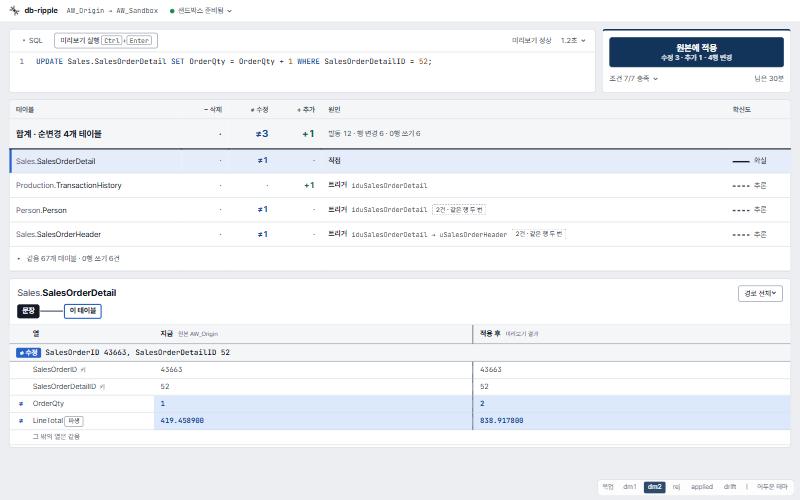 db-ripple AW_Origin → AW_Sandbox 샌드박스 준비됨
SQL 미리보기 실행 Ctrl+Enter 미리보기 정상 1.2초
1 UPDATE Sales.SalesOrderDetail SET OrderQty = OrderQty + 1 WHERE SalesOrderDetailID = 52;
원본에 적용
수정 3 · 추가 1 · 4행 변경
조건 7/7 충족 남은 30분
테이블 − 삭제 ≠ 수정 + 추가 원인 확신도
합계 · 순변경 4개 테이블 · ≠3 +1 발동 12 · 행 변경 6 · 0행 쓰기 6
Sales.SalesOrderDetail · ≠1 · 직접 확실
Production.TransactionHistory · · +1 트리거 iduSalesOrderDetail 추론
Person.Person · ≠1 · 트리거 iduSalesOrderDetail 2건 · 같은 행 두 번 추론
Sales.SalesOrderHeader · ≠1 · 트리거 iduSalesOrderDetail → uSalesOrderHeader 2건 · 같은 행 두 번 추론
같음 67개 테이블 · 0행 쓰기 6건
Sales.SalesOrderDetail 경로 전체
문장 이 테이블
열 지금 원본 AW_Origin 적용 후 미리보기 결과
≠ 수정 SalesOrderID 43663, SalesOrderDetailID 52
SalesOrderID 키 43663 43663
SalesOrderDetailID 키 52 52
≠ OrderQty 1 2
≠ LineTotal 파생 419.458900 838.917800
그 밖의 열은 같음
목업 dm1 dm2 rej applied drift | 어두운 테마